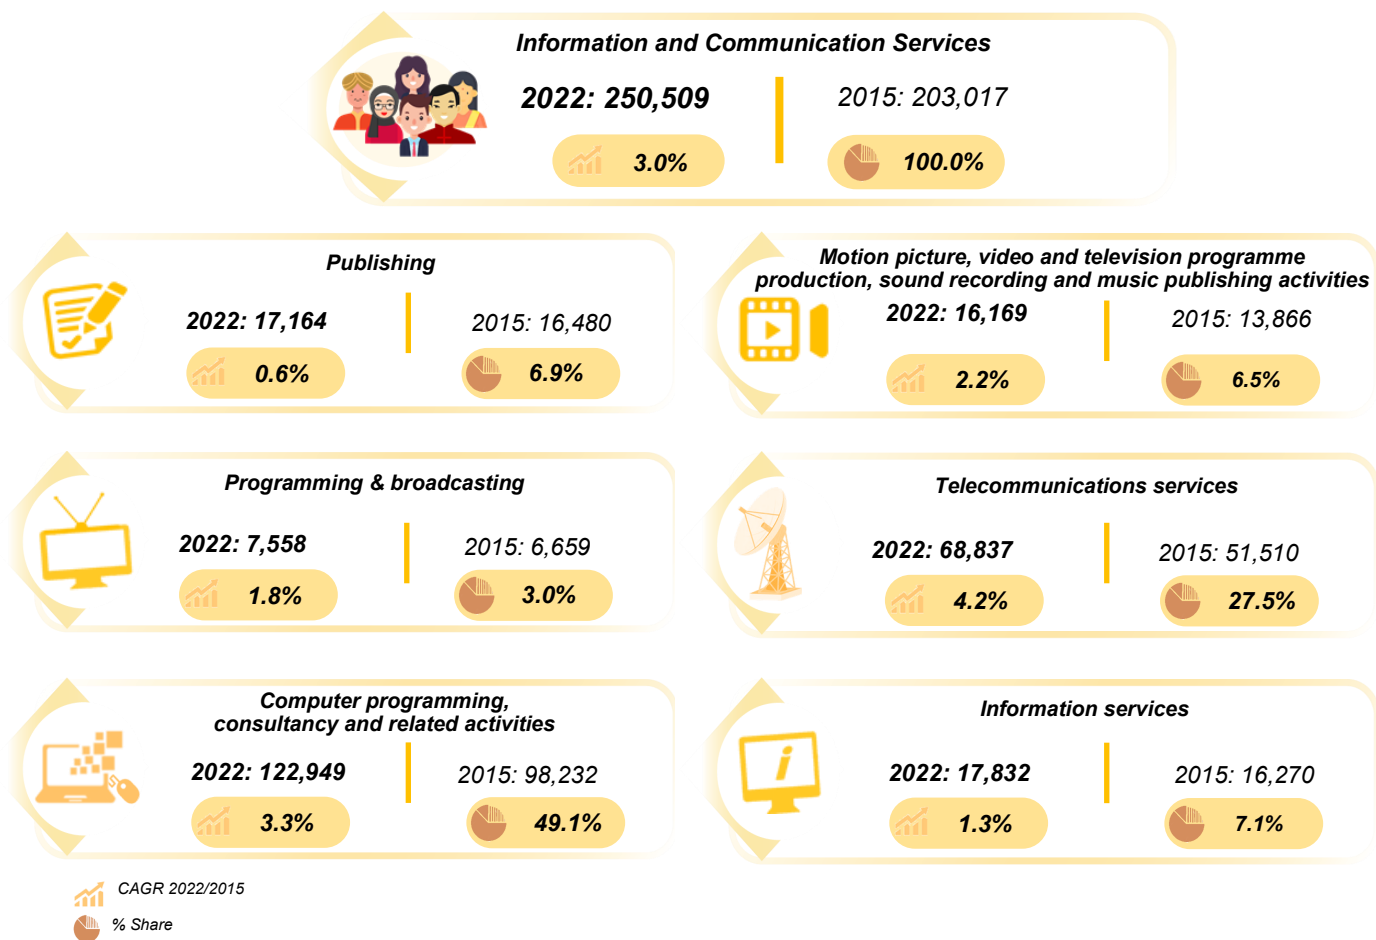 Information and Communication Services
2022: 250,509
2015: 203,017
3.0%
100.0%
Publishing
2022: 17,164
2015: 16,480
0.6%
6.9%
Motion picture, video and television programme
production, sound recording and music publishing activities
2022: 16,169
2015: 13,866
2.2%
6.5%
Programming & broadcasting
2022: 7,558
2015: 6,659
1.8%
3.0%
Telecommunications services
2022: 68,837
2015: 51,510
4.2%
27.5%
Computer programming,
consultancy and related activities
2022: 122,949
2015: 98,232
3.3%
49.1%
Information services
i
2022: 17,832
2015: 16,270
1.3%
7.1%
CAGR 2022/2015
% Share